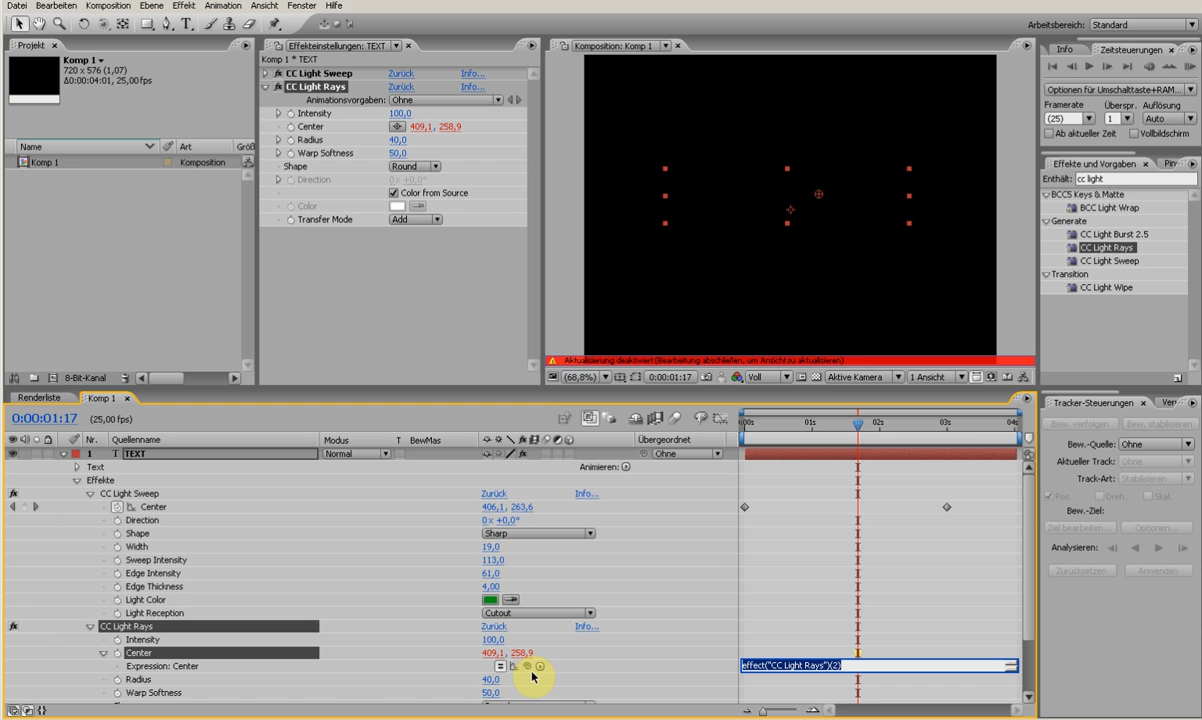 Datei Bearbeiten Komposition Ebene Effekt Animation Ansicht Fenster Hilfe
Arbeitsbereich: Standard
Projekt ×
Komp 1
720 x 576 (1,07)
Δ0:00:04:01, 25,00 fps
Name Art Größ
Komp 1 Komposition
8-Bit-Kanal
Effekteinstellungen: TEXT ×
Komp 1 * TEXT
CC Light Sweep Zurück Info...
CC Light Rays Zurück Info...
Animationsvorgaben: Ohne
Intensity 100,0
Center 409,1, 258,9
Radius 40,0
Warp Softness 50,0
Shape Round
Direction 0x +0,0°
Color from Source
Color
Transfer Mode Add
Komposition: Komp 1 ×
Aktualisierung deaktiviert (Bearbeitung abschließen, um Ansicht zu aktualisieren)
(68,8%) 0:00:01:17 Voll Aktive Kamera 1 Ansicht
Info Zeitsteuerungen ×
Optionen für Umschalttaste+RAM...
Framerate Überspr. Auflösung
(25) 1 Auto
Ab aktueller Zeit Vollbildschirm
Effekte und Vorgaben ×
Enthält: cc light
BCC5 Keys & Matte
BCC Light Wrap
Generate
CC Light Burst 2.5
CC Light Rays
CC Light Sweep
Transition
CC Light Wipe
Renderliste Komp 1 ×
0:00:01:17 (25,00 fps)
:00s 01s 02s 03s 04s
Nr. Quellenname Modus T BewMas Übergeordnet
1 T TEXT Normal Ohne
Text Animieren:
Effekte
CC Light Sweep Zurück Info...
Center 406,1, 263,6
Direction 0x +0,0°
Shape Sharp
Width 19,0
Sweep Intensity 113,0
Edge Intensity 61,0
Edge Thickness 4,00
Light Color
Light Reception Cutout
CC Light Rays Zurück Info...
Intensity 100,0
Center 409,1, 258,9
Expression: Center effect("CC Light Rays")(2)
Radius 40,0
Warp Softness 50,0
Tracker-Steuerungen ×
Bew. verfolgen Bew. stabilisieren
Bew.-Quelle: Ohne
Aktueller Track: Ohne
Track-Art: Stabilisieren
Pos. Dreh. Skal.
Bew.-Ziel:
Ziel bearbeiten... Optionen...
Analysieren:
Zurücksetzen Anwenden